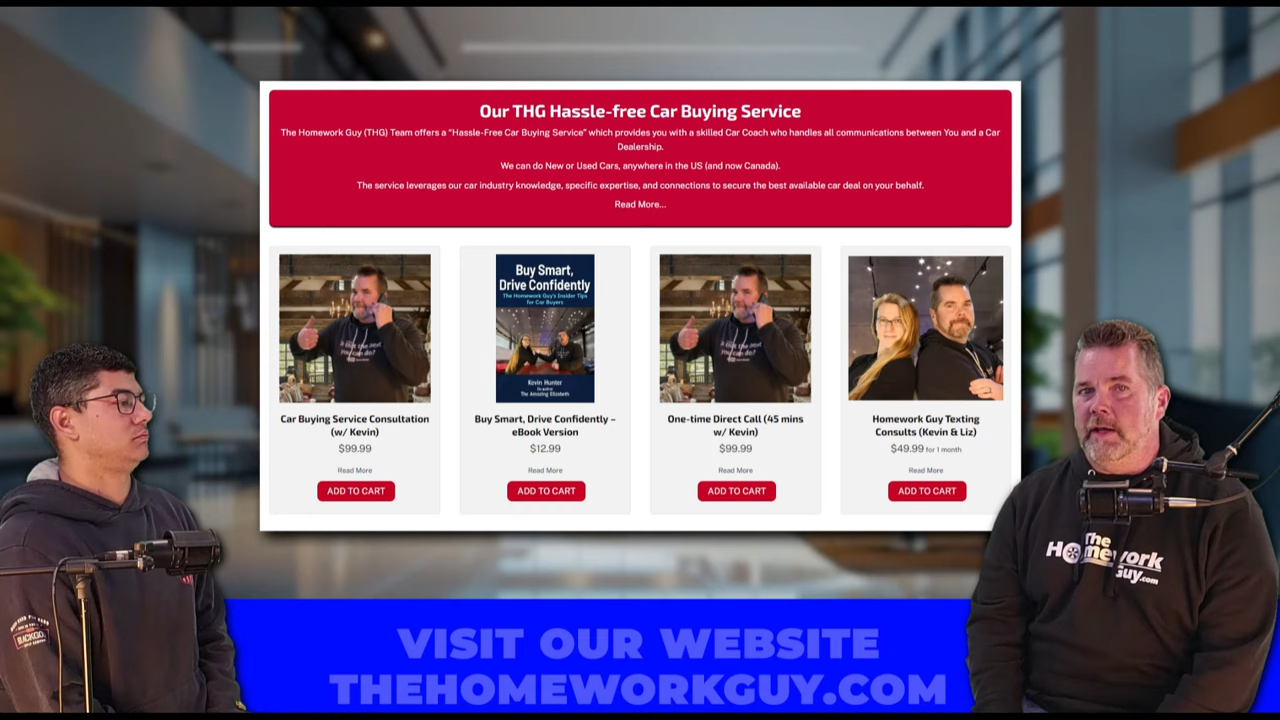 Our THG Hassle-free Car Buying Service
The Homework Guy (THG) Team offers a "Hassle-Free Car Buying Service" which provides you with a skilled Car Coach who handles all communications between You and a Car
Dealership.
We can do New or Used Cars, anywhere in the US (and now Canada).
The service leverages our car industry knowledge, specific expertise, and connections to secure the best available car deal on your behalf.
Read More...
Buy Smart,
Drive Confidently
The Homework Guy's Insider Tips
for Car Buyers
Kevin Hunter
The Amazing Elizabeth
Car Buying Service Consultation
(w/ Kevin)
$99.99
Read More
ADD TO CART
Buy Smart, Drive Confidently –
eBook Version
$12.99
Read More
ADD TO CART
One-time Direct Call (45 mins
w/ Kevin)
$99.99
Read More
ADD TO CART
Homework Guy Texting
Consults (Kevin & Liz)
$49.99 for 1 month
Read More
ADD TO CART
The
Homework
Guy.com
VISIT OUR WEBSITE
THEHOMEWORKGUY.COM